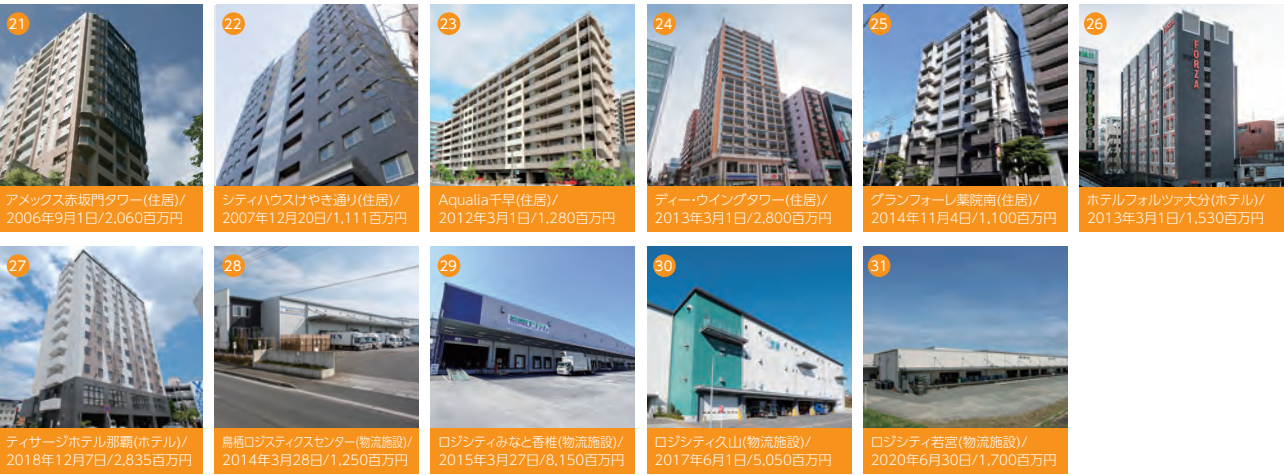 21
アメックス赤坂門タワー(住居)/
2006年9月1日/2,060百万円
22
シティハウスけやき通り(住居)/
2007年12月20日/1,111百万円
23
Aqualia千早(住居)/
2012年3月1日/1,280百万円
24
ディー・ウイングタワー(住居)/
2013年3月1日/2,800百万円
25
グランフォーレ薬院南(住居)/
2014年11月4日/1,100百万円
26
FORZA
ホテルフォルツァ大分(ホテル)/
2013年3月1日/1,530百万円
27
ティサージホテル那覇(ホテル)/
2018年12月7日/2,835百万円
28
鳥栖ロジスティクスセンター(物流施設)/
2014年3月28日/1,250百万円
29
ロジシティみなと香椎(物流施設)/
2015年3月27日/8,150百万円
30
ロジシティ久山(物流施設)/
2017年6月1日/5,050百万円
31
ロジシティ若宮(物流施設)/
2020年6月30日/1,700百万円